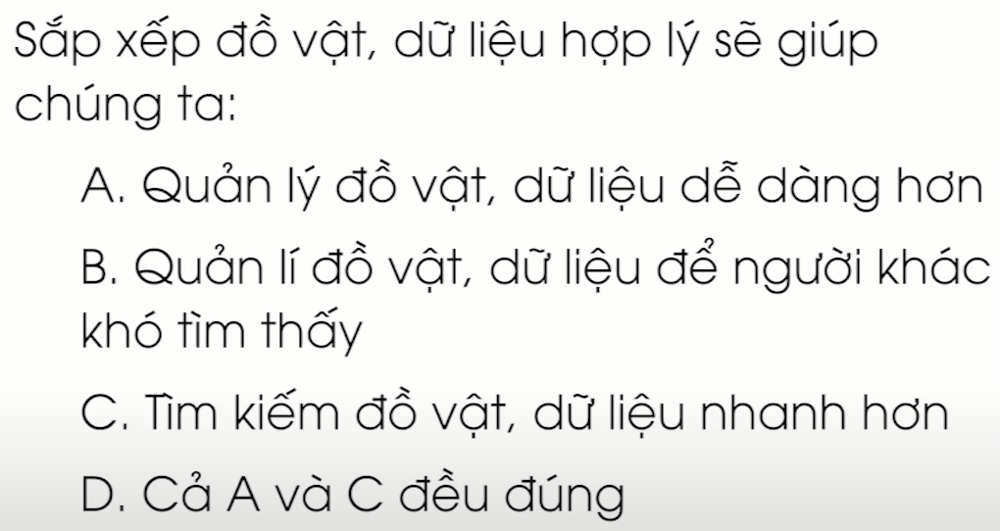 Sắp xếp đồ vật, dữ liệu hợp lý sẽ giúp
chúng ta:
A. Quản lý đồ vật, dữ liệu dễ dàng hơn
B. Quản lí đồ vật, dữ liệu để người khác
khó tìm thấy
C. Tìm kiếm đồ vật, dữ liệu nhanh hơn
D. Cả A và C đều đúng